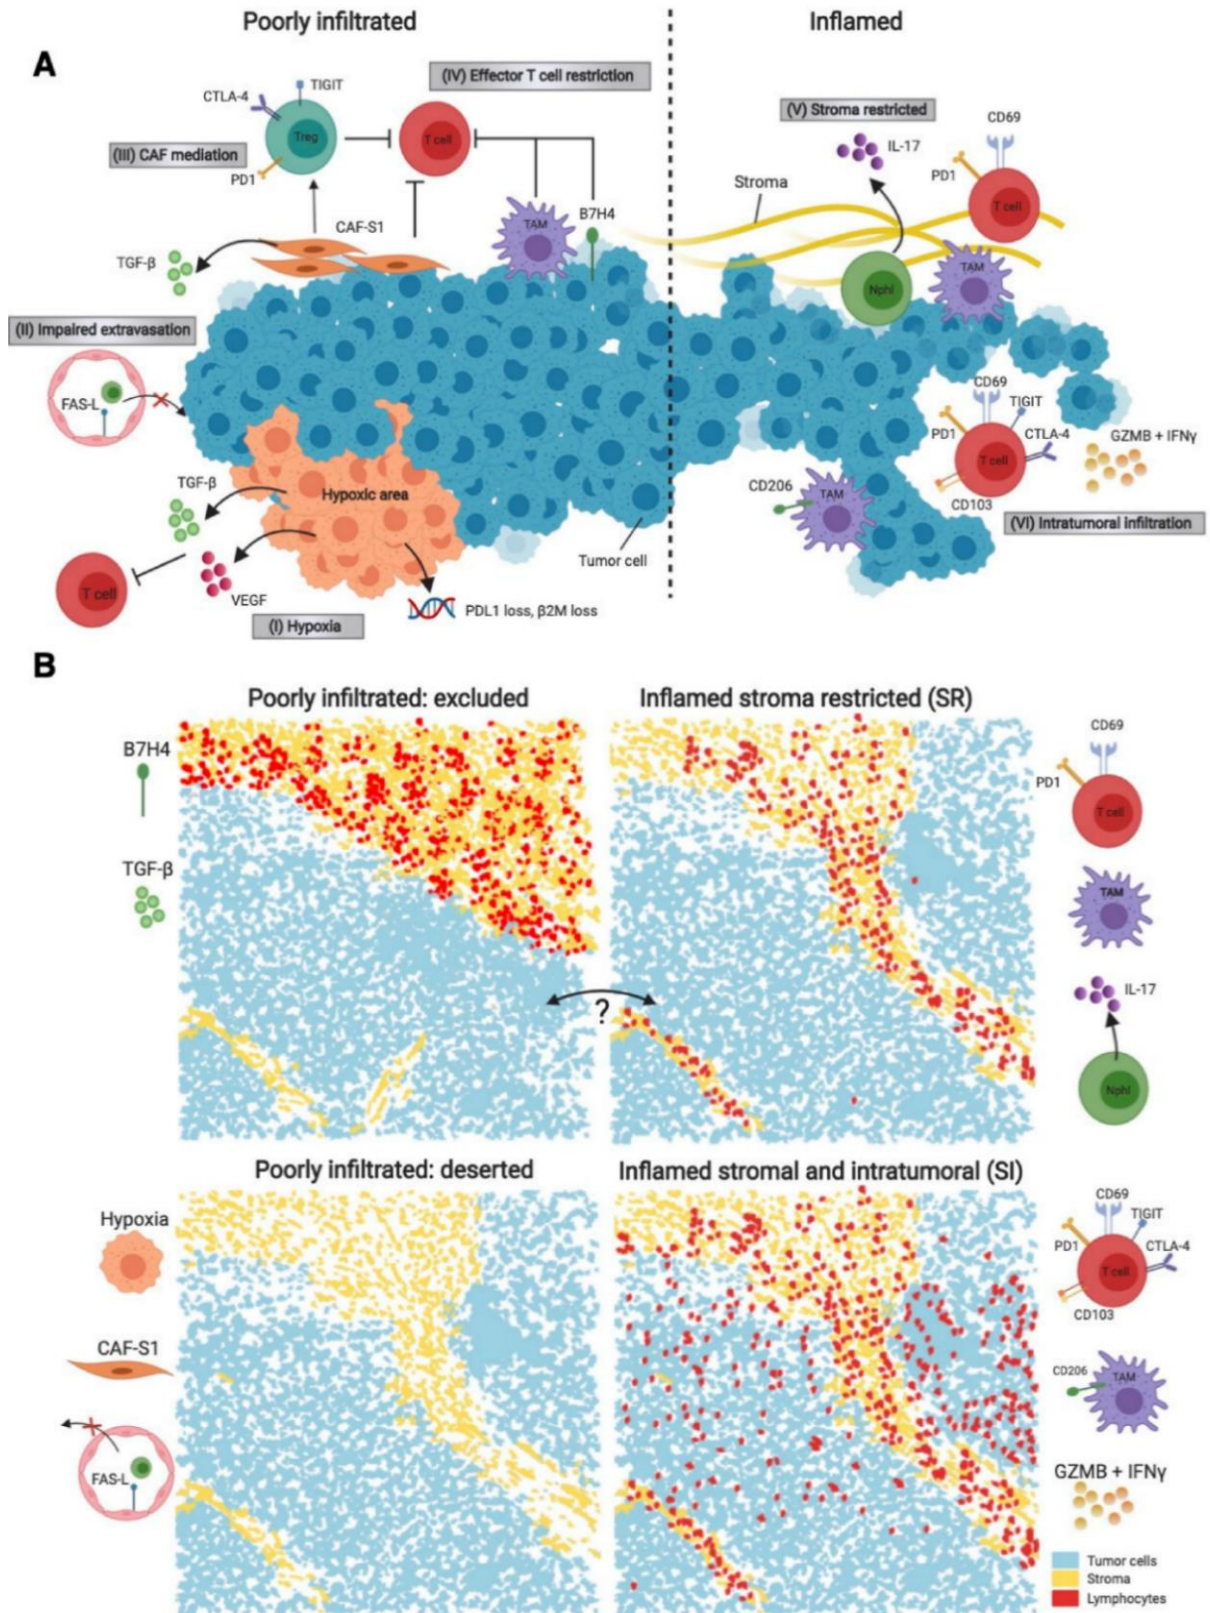 Poorly infiltrated
Inflamed
A
(IV) Effector T cell restriction
TIGIT
CTLA-4
Treg
T cell
(III) CAF mediation
PD1
CAF-S1
TGF-β
TAM
B7H4
(V) Stroma restricted
IL-17
CD69
PD1
T cell
Stroma
Nphl
TAM
(II) Impaired extravasation
FAS-L
TGF-β
Hypoxic area
T cell
VEGF
(I) Hypoxia
PDL1 loss, β2M loss
Tumor cell
CD69
TIGIT
PD1
CTLA-4
T cell
GZMB + IFNγ
CD206
TAM
CD103
(VI) Intratumoral infiltration
B
Poorly infiltrated: excluded
Inflamed stroma restricted (SR)
B7H4
TGF-β
?
CD69
PD1
T cell
TAM
IL-17
Nphl
Poorly infiltrated: deserted
Inflamed stromal and intratumoral (SI)
Hypoxia
CAF-S1
FAS-L
CD69
TIGIT
PD1
CTLA-4
T cell
CD103
CD206
TAM
GZMB + IFNγ
Tumor cells
Stroma
Lymphocytes